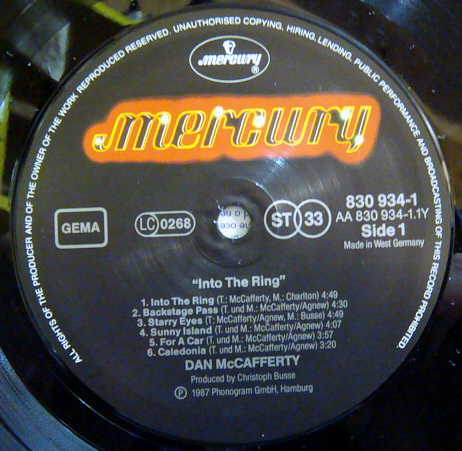 ALL RIGHTS OF THE PRODUCER AND OF THE OWNER OF THE WORK REPRODUCED RESERVED. UNAUTHORISED COPYING, HIRING, LENDING, PUBLIC PERFORMANCE AND BROADCASTING OF THIS RECORD PROHIBITED.
mercury ®
mercury
GEMA
LC 0268
ST 33
830 934-1
AA 830 934-1.1Y
Side 1
Made in West Germany
"Into The Ring"
1. Into The Ring (T.: McCafferty, M.: Charlton) 4:49
2. Backstage Pass (T. und M.: McCafferty/Agnew) 4:30
3. Starry Eyes (T: McCafferty/Agnew, M.: Busse) 4:49
4. Sunny Island (T. und M.: McCafferty/Agnew) 4:07
5. For A Car (T. und M.: McCafferty/Agnew) 3:57
6. Caledonia (T. und M.: McCafferty/Agnew) 3:20
DAN McCAFFERTY
Produced by Christoph Busse
℗ 1987 Phonogram GmbH, Hamburg